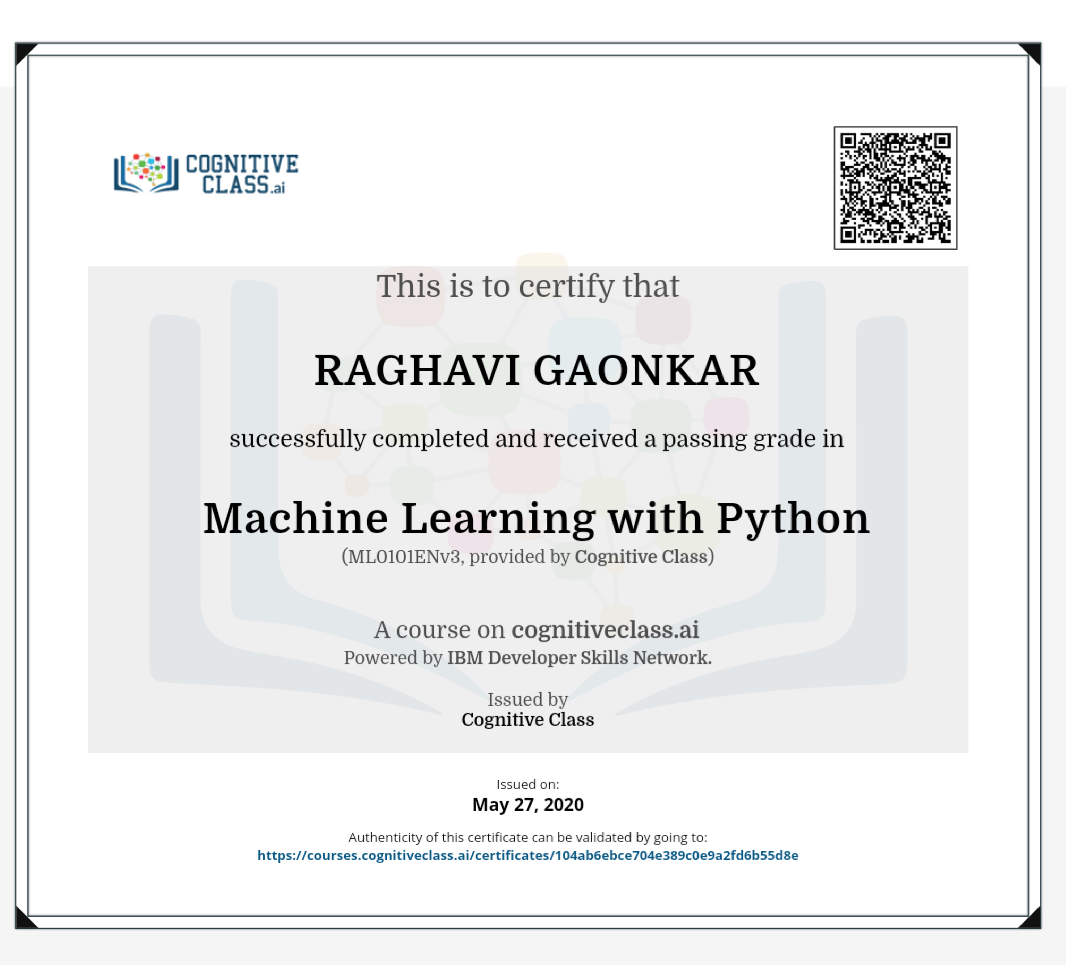 COGNITIVE
CLASS.ai
This is to certify that
RAGHAVI GAONKAR
successfully completed and received a passing grade in
Machine Learning with Python
(ML0101ENv3, provided by Cognitive Class)
A course on cognitiveclass.ai
Powered by IBM Developer Skills Network.
Issued by
Cognitive Class
Issued on:
May 27, 2020
Authenticity of this certificate can be validated by going to:
https://courses.cognitiveclass.ai/certificates/104ab6ebce704e389c0e9a2fd6b55d8e